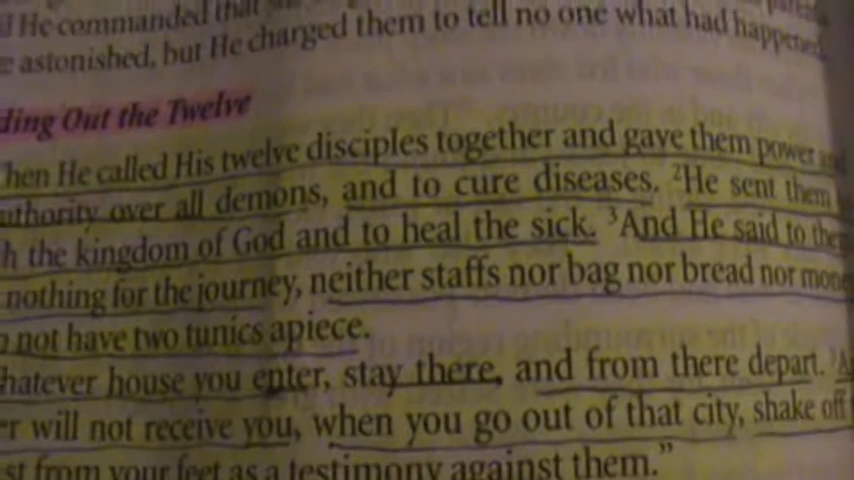 He commanded that
astonished, but He charged them to tell no one what had happened.
ding Out the Twelve
hen He called His twelve disciples together and gave them power and
uthority over all demons, and to cure diseases. ²He sent them
h the kingdom of God and to heal the sick. ³And He said to the
nothing for the journey, neither staffs nor bag nor bread nor mone
not have two tunics apiece.
hatever house you enter, stay there, and from there depart.
er will not receive you, when you go out of that city, shake off
st from your feet as a testimony against them.”